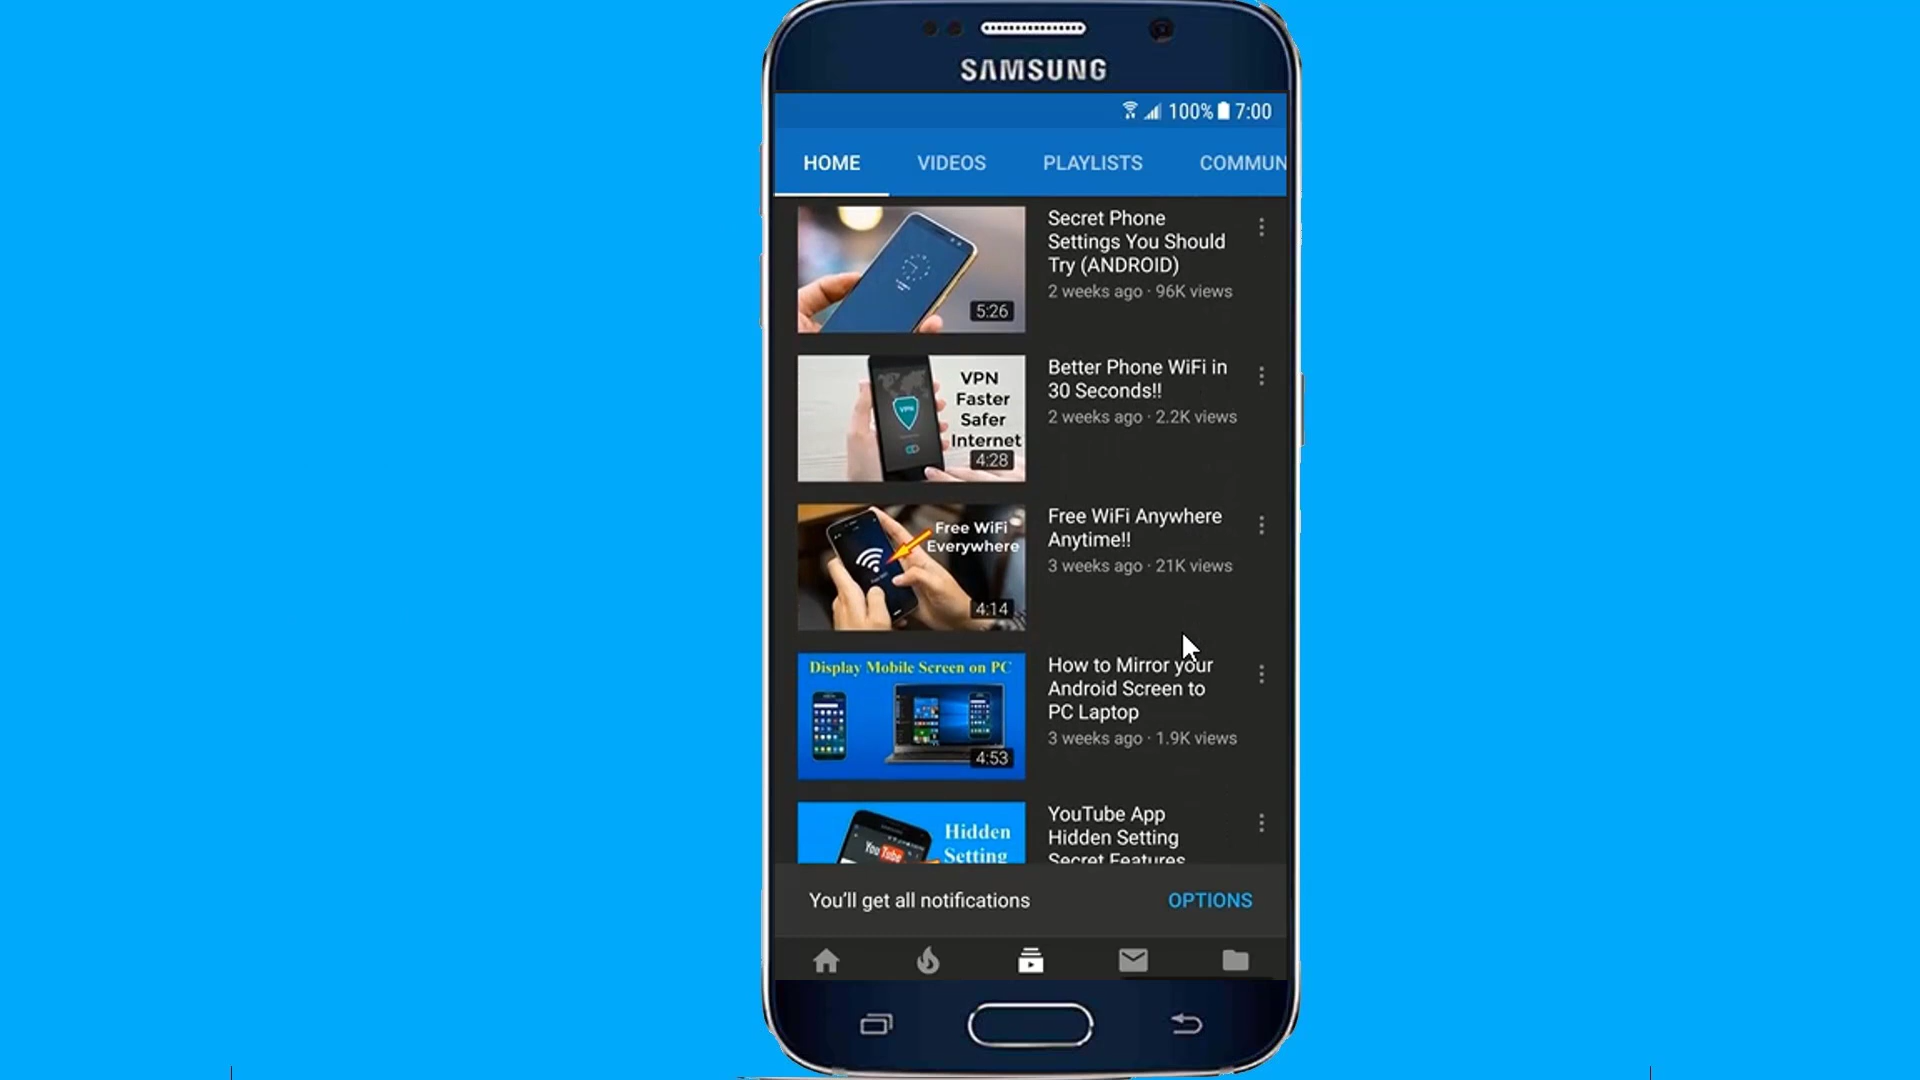 SAMSUNG
100% 7:00
HOME VIDEOS PLAYLISTS COMMUN
Secret Phone
Settings You Should
Try (ANDROID)
2 weeks ago · 96K views
5:26
VPN
Faster
Safer
Internet
4:28
Better Phone WiFi in
30 Seconds!!
2 weeks ago · 2.2K views
Free WiFi
Everywhere
4:14
Free WiFi Anywhere
Anytime!!
3 weeks ago · 21K views
Display Mobile Screen on PC
4:53
How to Mirror your
Android Screen to
PC Laptop
3 weeks ago · 1.9K views
YouTube
Hidden
Setting
YouTube App
Hidden Setting
Secret Features
You'll get all notifications
OPTIONS